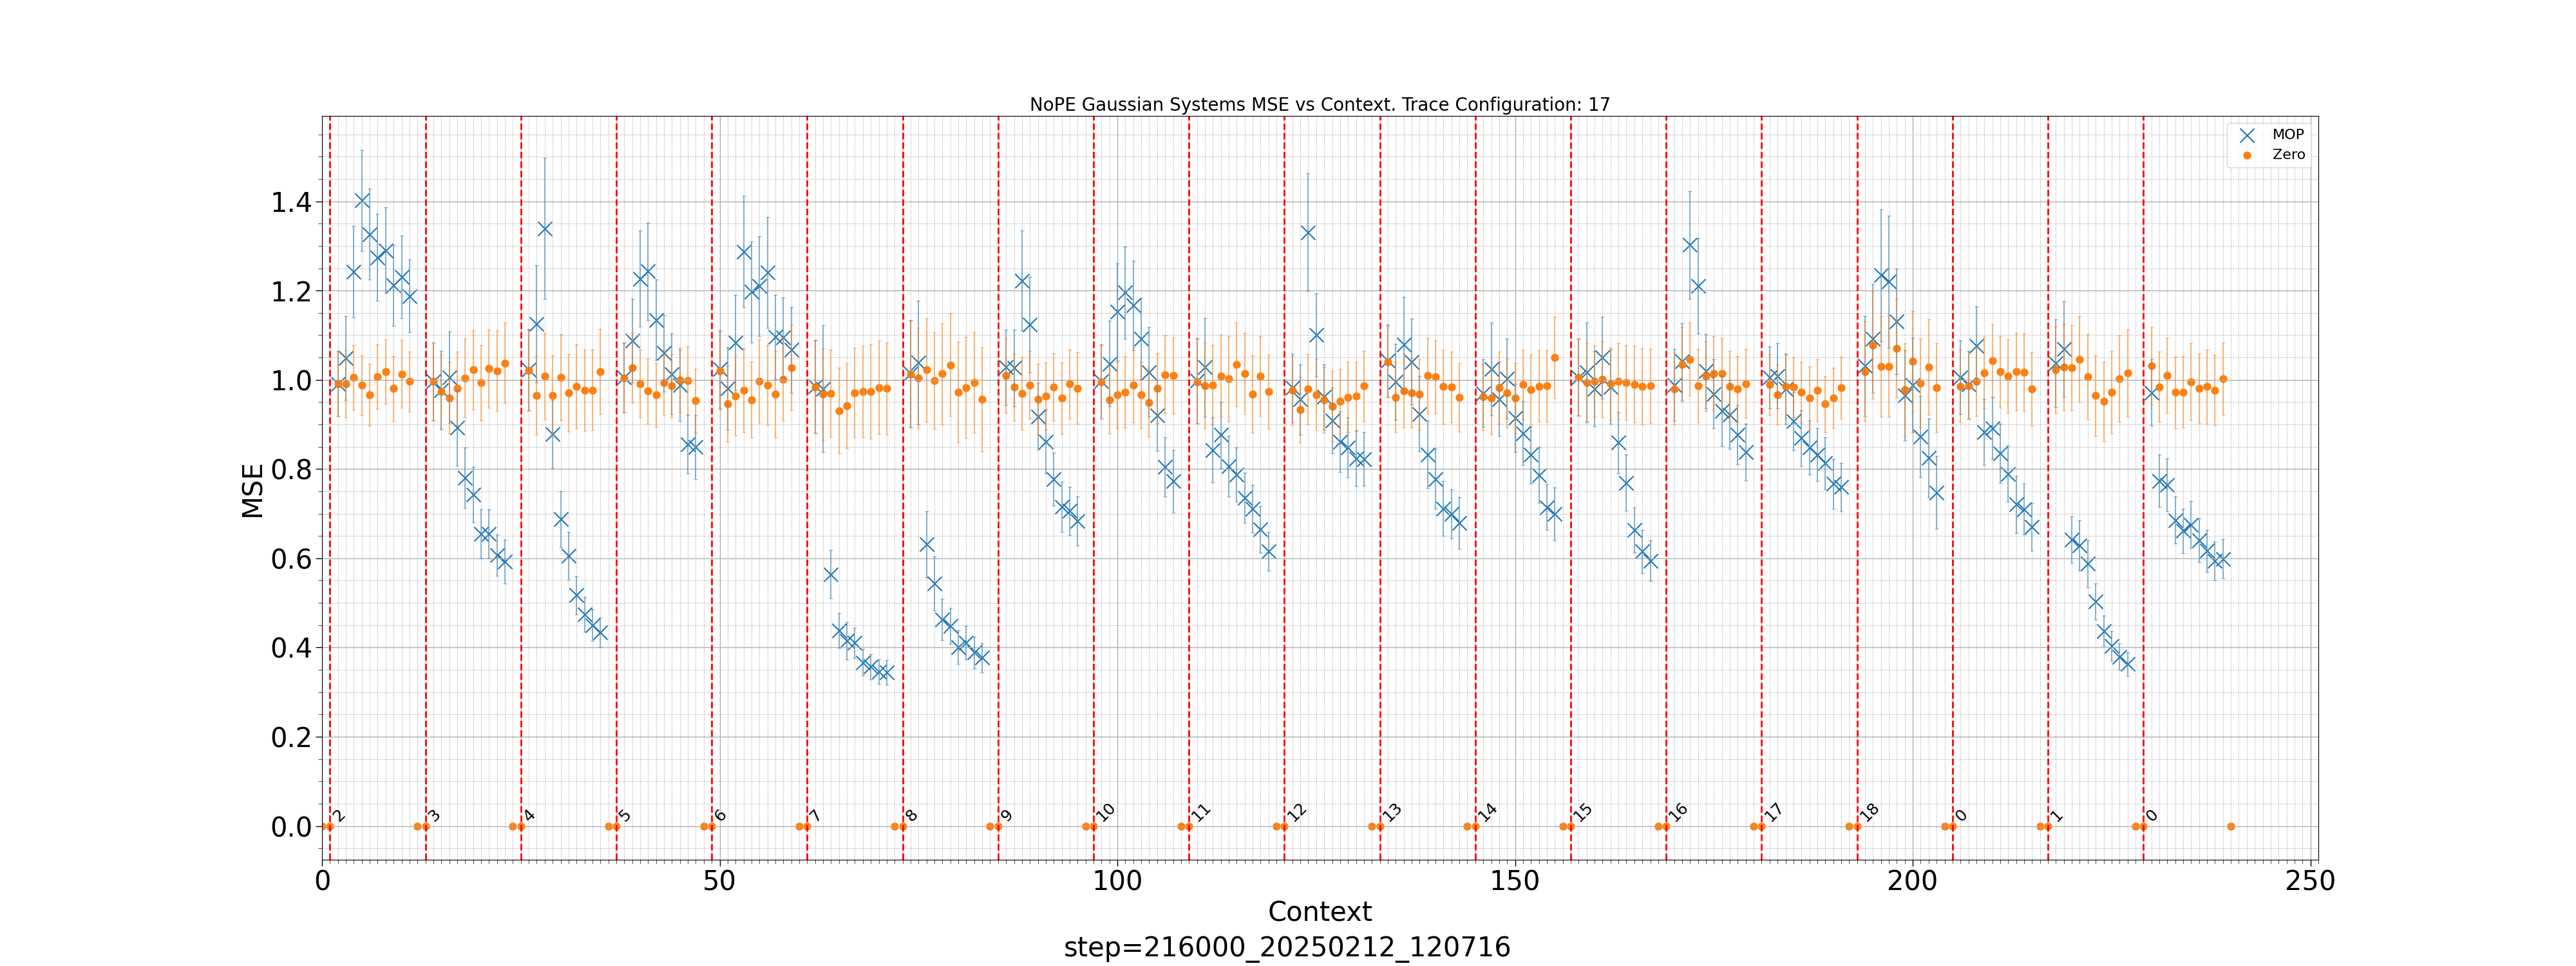 NoPE Gaussian Systems MSE vs Context. Trace Configuration: 17
MOP
Zero
MSE
1.4
1.2
1.0
0.8
0.6
0.4
0.2
0.0
2 3 4 5 6 7 8 9 10 11 12 13 14 15 16 17 18 0 1 0
0 50 100 150 200 250
Context
step=216000_20250212_120716